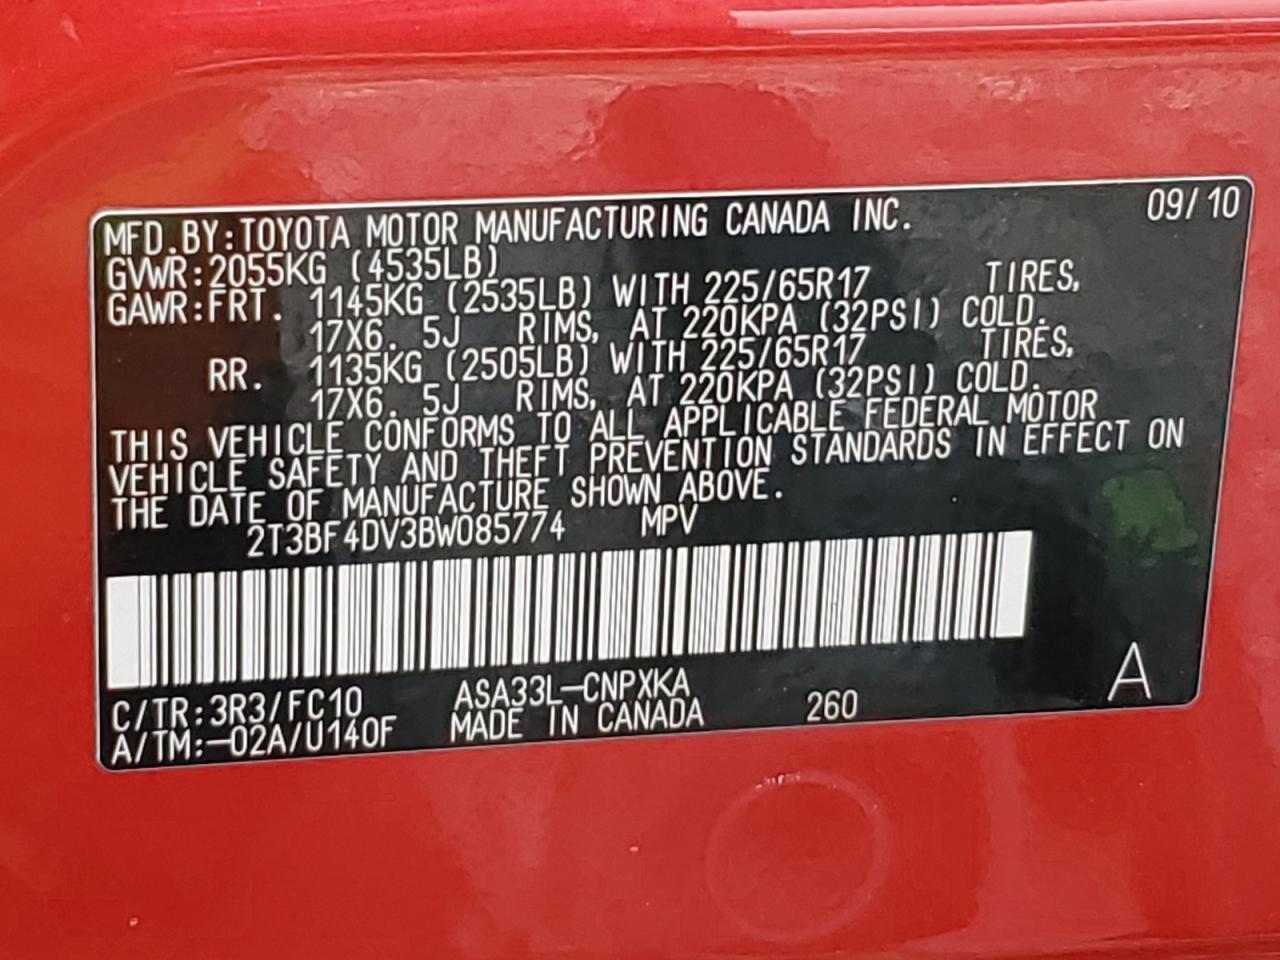 MFD.BY:TOYOTA MOTOR MANUFACTURING CANADA INC. 09/10
GVWR:2055KG (4535LB)
GAWR:FRT. 1145KG (2535LB) WITH 225/65R17 TIRES,
17X6. 5J RIMS, AT 220KPA (32PSI) COLD.
RR. 1135KG (2505LB) WITH 225/65R17 TIRES,
17X6. 5J RIMS, AT 220KPA (32PSI) COLD.
THIS VEHICLE CONFORMS TO ALL APPLICABLE FEDERAL MOTOR
VEHICLE SAFETY AND THEFT PREVENTION STANDARDS IN EFFECT ON
THE DATE OF MANUFACTURE SHOWN ABOVE.
2T3BF4DV3BW085774 MPV
C/TR:3R3/FC10 ASA33L-CNPXKA
A/TM:-02A/U140F MADE IN CANADA 260 A